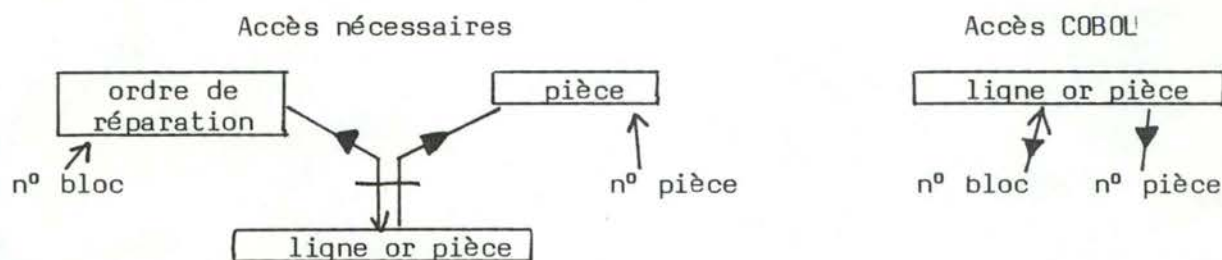 Accès nécessaires
Accès COBOL
ordre de
réparation
pièce
ligne or pièce
n° bloc
n° pièce
n° bloc
n° pièce
ligne or pièce